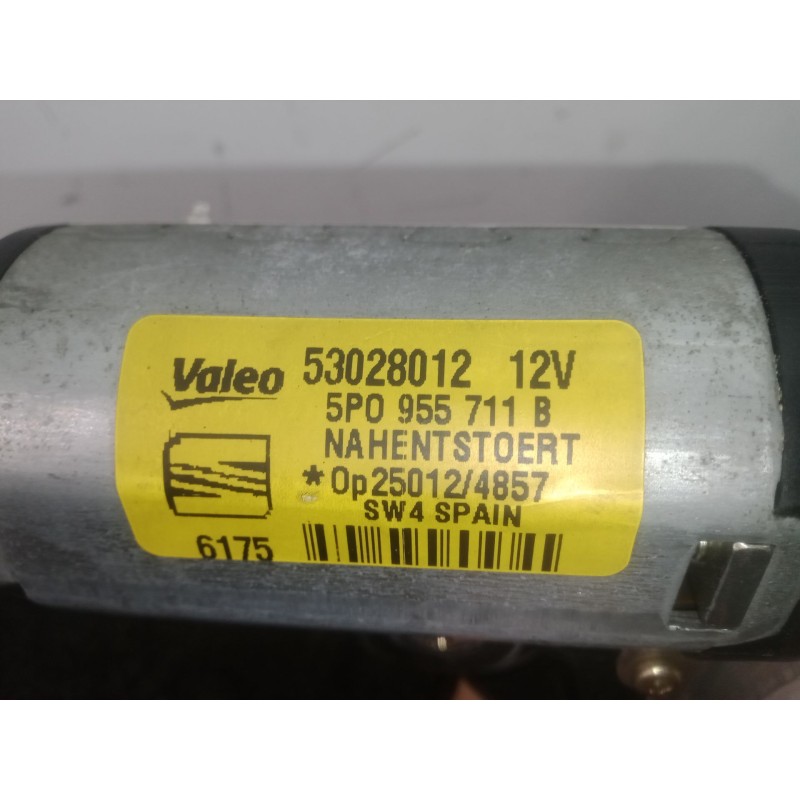 Valeo 53028012 12V
5P0 955 711 B
NAHENTSTOERT
*Op25012/4857
SW4 SPAIN
6175